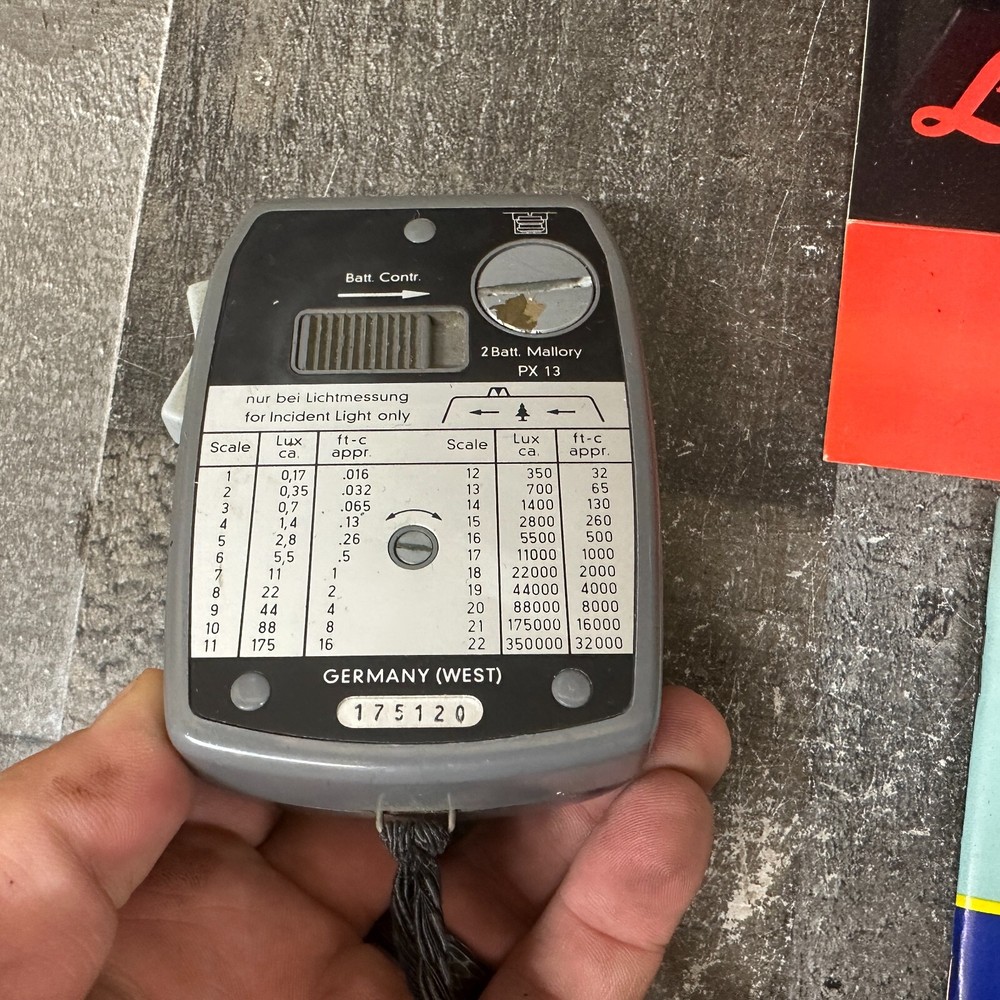 Batt. Contr.
2 Batt. Mallory
PX 13
nur bei Lichtmessung
for Incident Light only
Scale Lux ca. ft-c appr. Scale Lux ca. ft-c appr.
1 0,17 .016 12 350 32
2 0,35 .032 13 700 65
3 0,7 .065 14 1400 130
4 1,4 .13 15 2800 260
5 2,8 .26 16 5500 500
6 5,5 .5 17 11000 1000
7 11 1 18 22000 2000
8 22 2 19 44000 4000
9 44 4 20 88000 8000
10 88 8 21 175000 16000
11 175 16 22 350000 32000
GERMANY (WEST)
175120